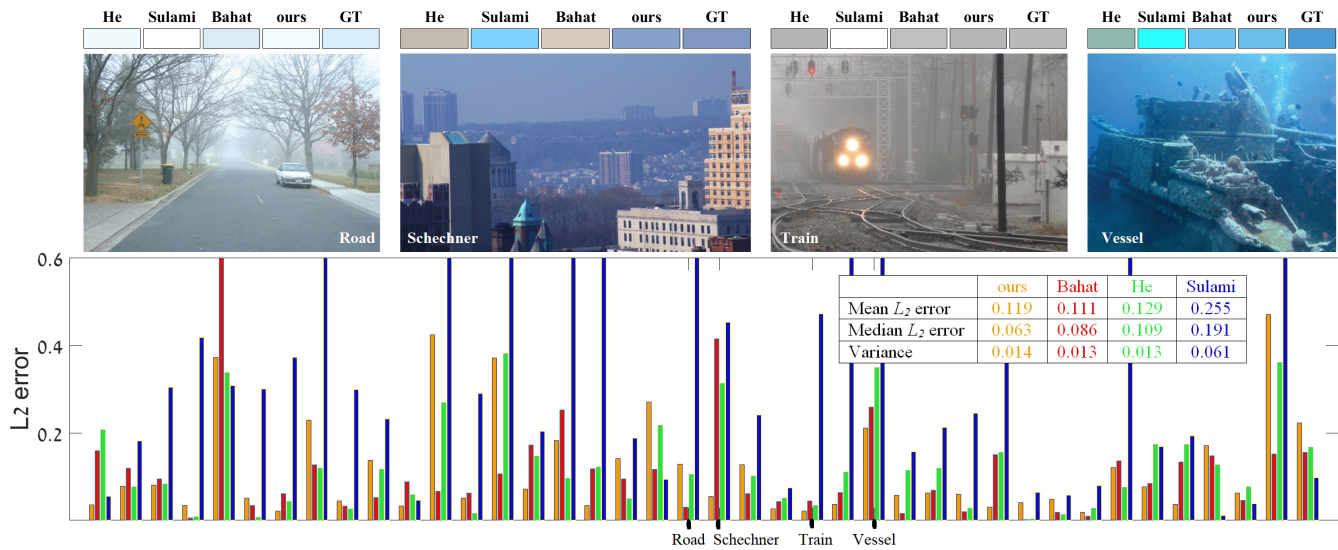 He Sulami Bahat ours GT
He Sulami Bahat ours GT
He Sulami Bahat ours GT
He Sulami Bahat ours GT
Road
Schechner
Train
Vessel
0.6
0.4
0.2
L2 error
ours Bahat He Sulami
Mean L2 error 0.119 0.111 0.129 0.255
Median L2 error 0.063 0.086 0.109 0.191
Variance 0.014 0.013 0.013 0.061
Road Schechner Train Vessel